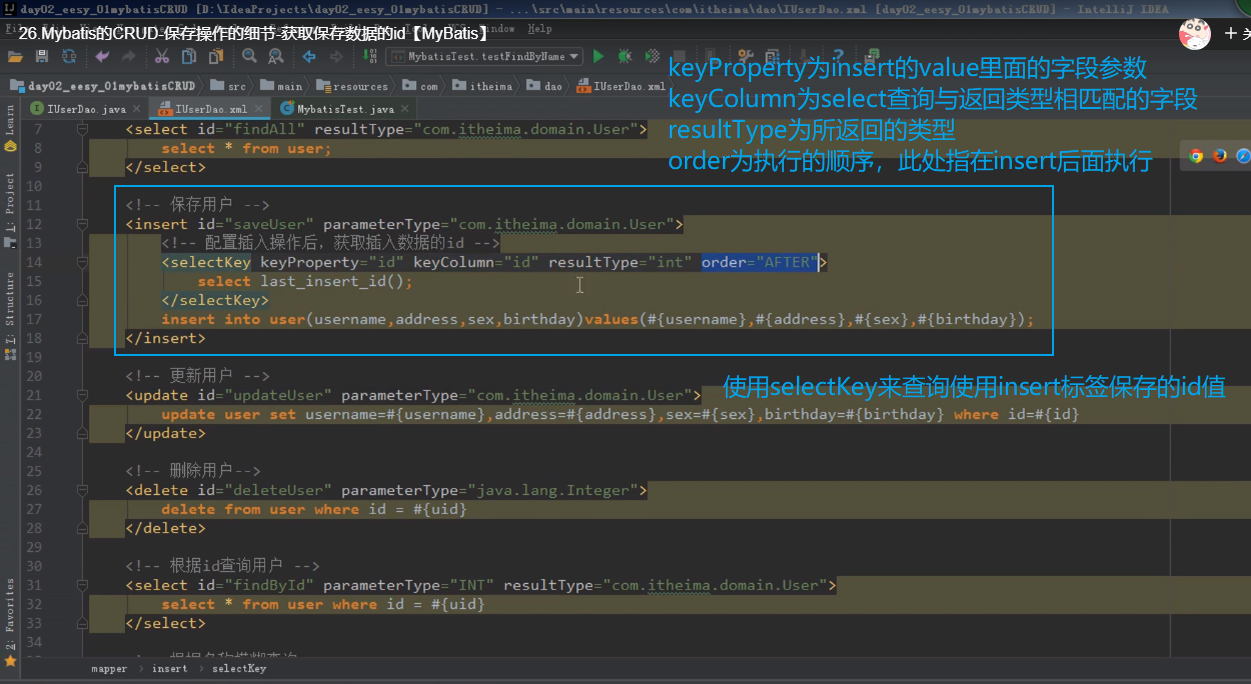 day02_eesy_01mybatisCRUD [D:\IdeaProjects\day02_eesy_01mybatisCRUD] - ...\src\main\resources\com\itheima\dao\IUserDao.xml [day02_eesy_01mybatisCRUD] - IntelliJ IDEA
26.Mybatis的CRUD-保存操作的细节-获取保存数据的id【MyBatis】
Help
MybatisTest.testFindByName
keyProperty为insert的value里面的字段参数
day02_eesy_01mybatisCRUD src main resources com itheima dao IUserDao.xml
keyColumn为select查询与返回类型相匹配的字段
IUserDao.java IUserDao.xml MybatisTest.java
resultType为所返回的类型
order为执行的顺序，此处指在insert后面执行
Learn
1: Project
7: Structure
2: Favorites
7 <select id="findAll" resultType="com.itheima.domain.User">
8 select * from user;
9 </select>
10
11 <!-- 保存用户 -->
12 <insert id="saveUser" parameterType="com.itheima.domain.User">
13 <!-- 配置插入操作后，获取插入数据的id -->
14 <selectKey keyProperty="id" keyColumn="id" resultType="int" order="AFTER">
15 select last_insert_id();
16 </selectKey>
17 insert into user(username,address,sex,birthday)values(#{username},#{address},#{sex},#{birthday});
18 </insert>
19
20 <!-- 更新用户 -->
使用selectKey来查询使用insert标签保存的id值
21 <update id="updateUser" parameterType="com.itheima.domain.User">
22 update user set username=#{username},address=#{address},sex=#{sex},birthday=#{birthday} where id=#{id}
23 </update>
24
25 <!-- 删除用户-->
26 <delete id="deleteUser" parameterType="java.lang.Integer">
27 delete from user where id = #{uid}
28 </delete>
29
30 <!-- 根据id查询用户 -->
31 <select id="findById" parameterType="INT" resultType="com.itheima.domain.User">
32 select * from user where id = #{uid}
33 </select>
34
mapper insert selectKey